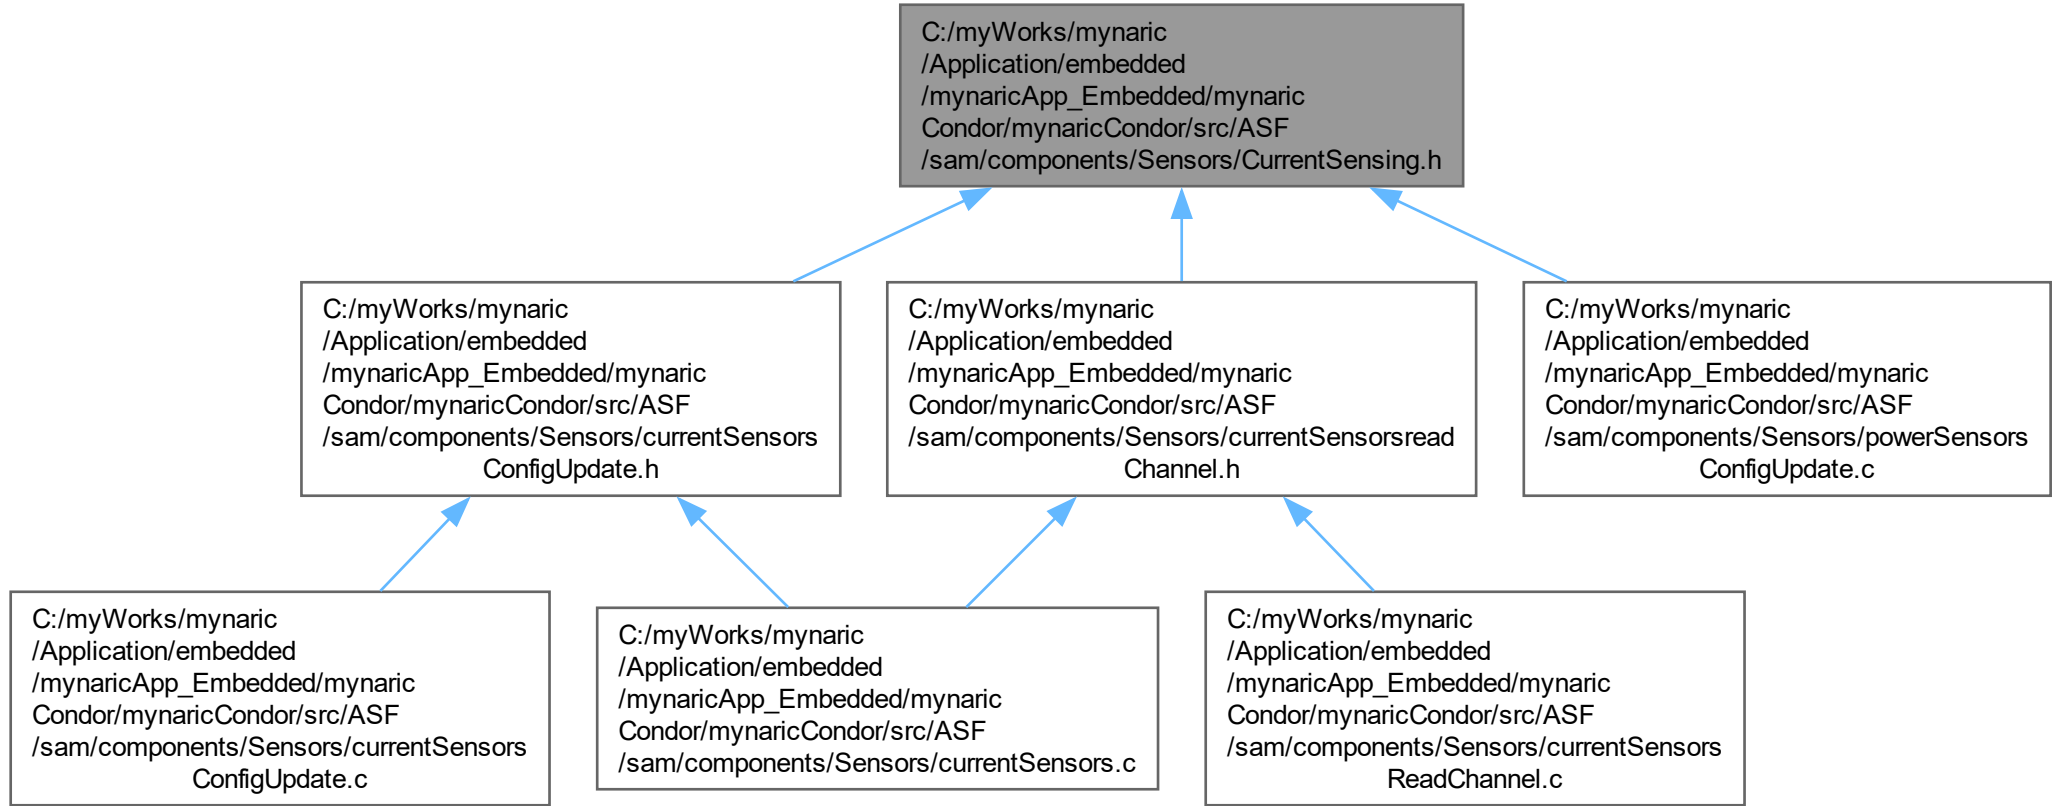 C:/myWorks/mynaric
/Application/embedded
/mynaricApp_Embedded/mynaric
Condor/mynaricCondor/src/ASF
/sam/components/Sensors/CurrentSensing.h
C:/myWorks/mynaric
/Application/embedded
/mynaricApp_Embedded/mynaric
Condor/mynaricCondor/src/ASF
/sam/components/Sensors/currentSensors
ConfigUpdate.h
C:/myWorks/mynaric
/Application/embedded
/mynaricApp_Embedded/mynaric
Condor/mynaricCondor/src/ASF
/sam/components/Sensors/currentSensorsread
Channel.h
C:/myWorks/mynaric
/Application/embedded
/mynaricApp_Embedded/mynaric
Condor/mynaricCondor/src/ASF
/sam/components/Sensors/powerSensors
ConfigUpdate.c
C:/myWorks/mynaric
/Application/embedded
/mynaricApp_Embedded/mynaric
Condor/mynaricCondor/src/ASF
/sam/components/Sensors/currentSensors
ConfigUpdate.c
C:/myWorks/mynaric
/Application/embedded
/mynaricApp_Embedded/mynaric
Condor/mynaricCondor/src/ASF
/sam/components/Sensors/currentSensors.c
C:/myWorks/mynaric
/Application/embedded
/mynaricApp_Embedded/mynaric
Condor/mynaricCondor/src/ASF
/sam/components/Sensors/currentSensors
ReadChannel.c